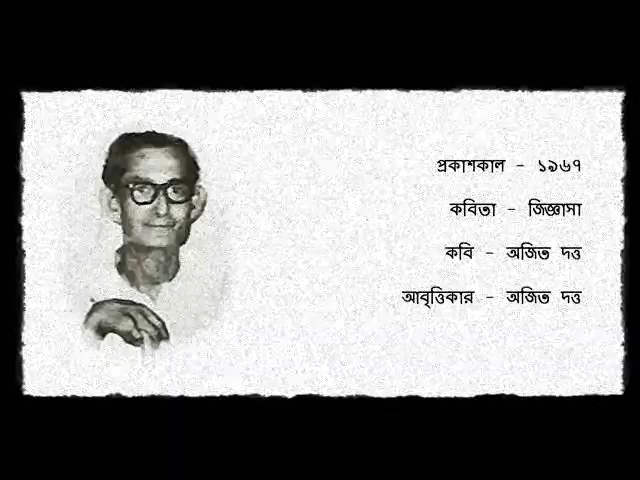 প্রকাশকাল - ১৯৬৭
কবিতা - জিজ্ঞাসা
কবি - অজিত দত্ত
আবৃত্তিকার - অজিত দত্ত